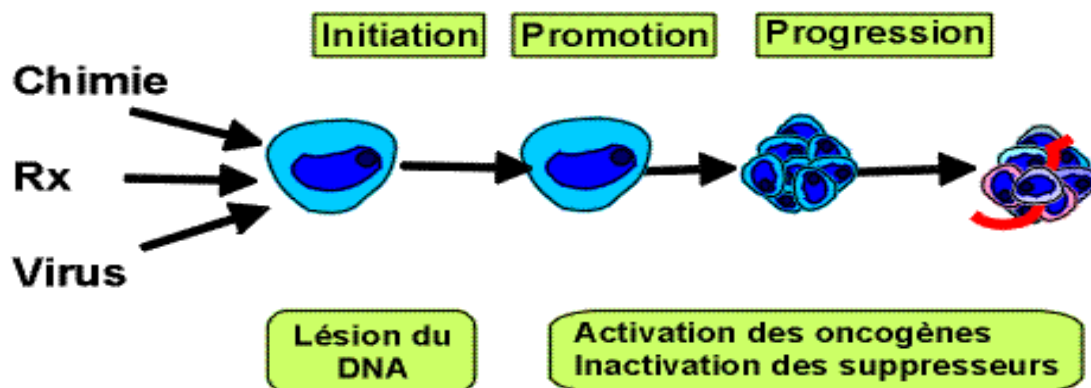 Initiation
Promotion
Progression
Chimie
Rx
Virus
Lésion du
DNA
Activation des oncogènes
Inactivation des suppresseurs